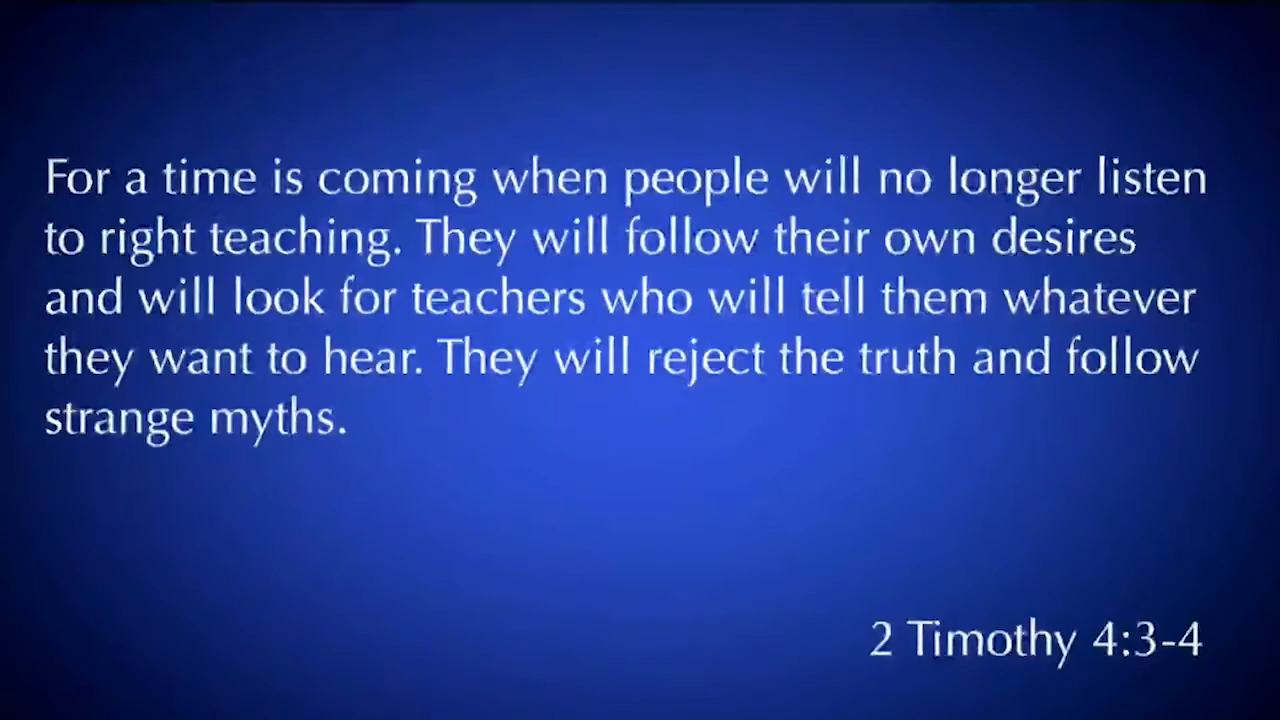 For a time is coming when people will no longer listen
to right teaching. They will follow their own desires
and will look for teachers who will tell them whatever
they want to hear. They will reject the truth and follow
strange myths.
2 Timothy 4:3-4